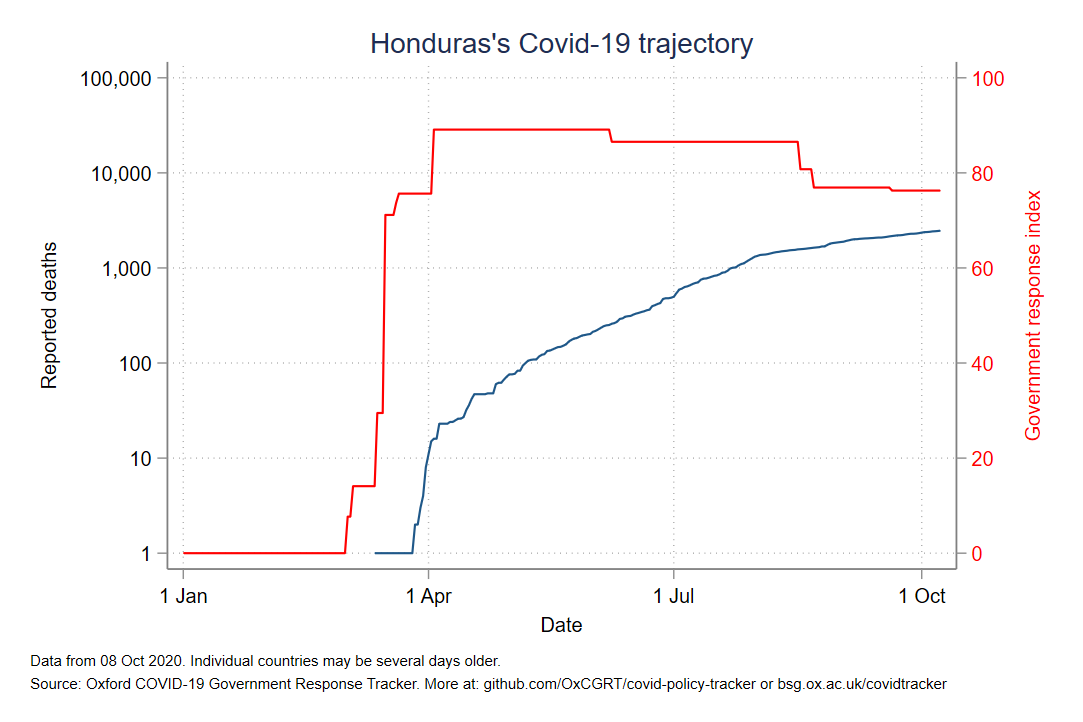 Honduras's Covid-19 trajectory
100,000
10,000
1,000
100
10
1
Reported deaths
100
80
60
40
20
0
Government response index
1 Jan
1 Apr
1 Jul
1 Oct
Date
Data from 08 Oct 2020. Individual countries may be several days older.
Source: Oxford COVID-19 Government Response Tracker. More at: github.com/OxCGRT/covid-policy-tracker or bsg.ox.ac.uk/covidtracker